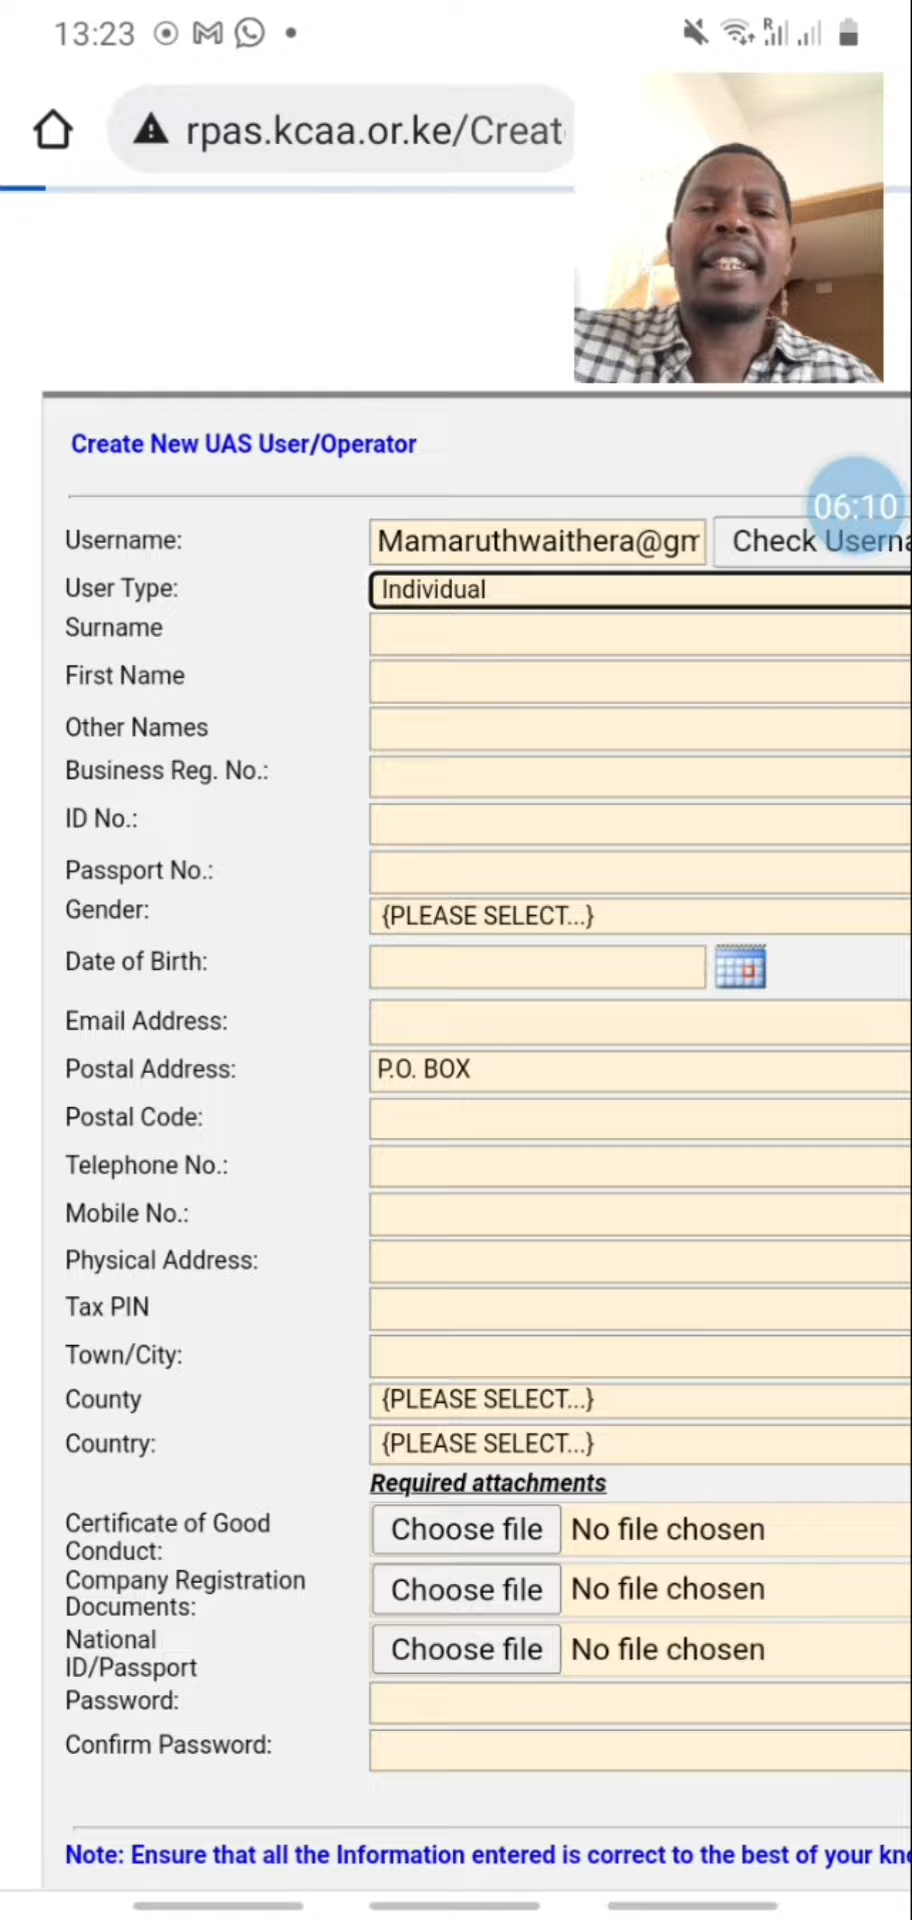 13:23
rpas.kcaa.or.ke/Creat
Create New UAS User/Operator
06:10
Username: Mamaruthwaithera@gm Check Userna
User Type: Individual
Surname
First Name
Other Names
Business Reg. No.:
ID No.:
Passport No.:
Gender: {PLEASE SELECT...}
Date of Birth:
Email Address:
Postal Address: P.O. BOX
Postal Code:
Telephone No.:
Mobile No.:
Physical Address:
Tax PIN
Town/City:
County {PLEASE SELECT...}
Country: {PLEASE SELECT...}
Required attachments
Certificate of Good
Conduct: Choose file No file chosen
Company Registration
Documents: Choose file No file chosen
National
ID/Passport Choose file No file chosen
Password:
Confirm Password:
Note: Ensure that all the Information entered is correct to the best of your kno